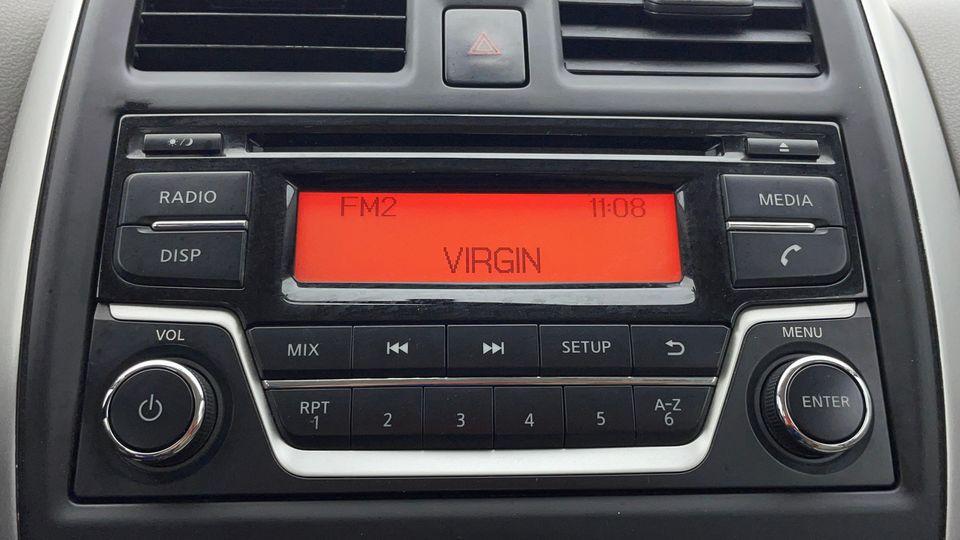 RADIO
DISP
FM2 11:08
VIRGIN
MEDIA
VOL
MENU
MIX
SETUP
RPT
1
2
3
4
5
A-Z
6
ENTER